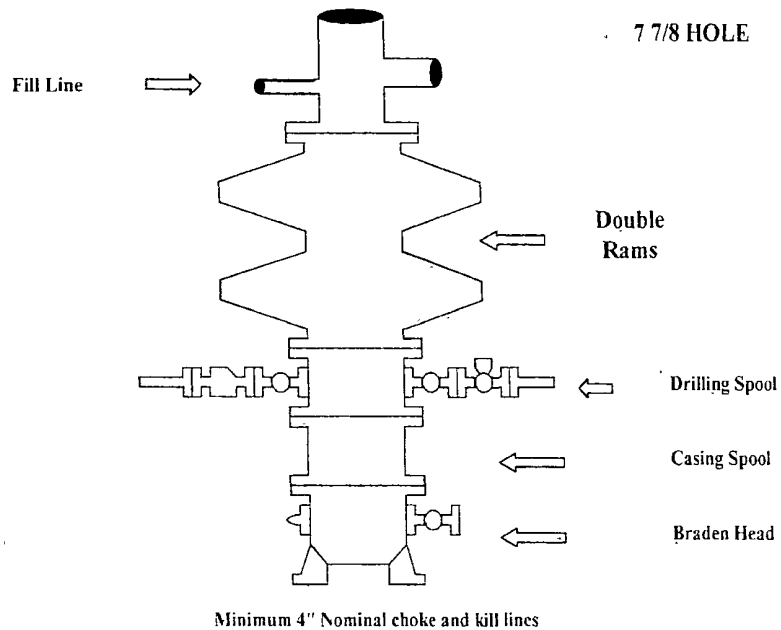 7 7/8 HOLE
Fill Line
Double
Rams
Drilling Spool
Casing Spool
Braden Head
Minimum 4" Nominal choke and kill lines